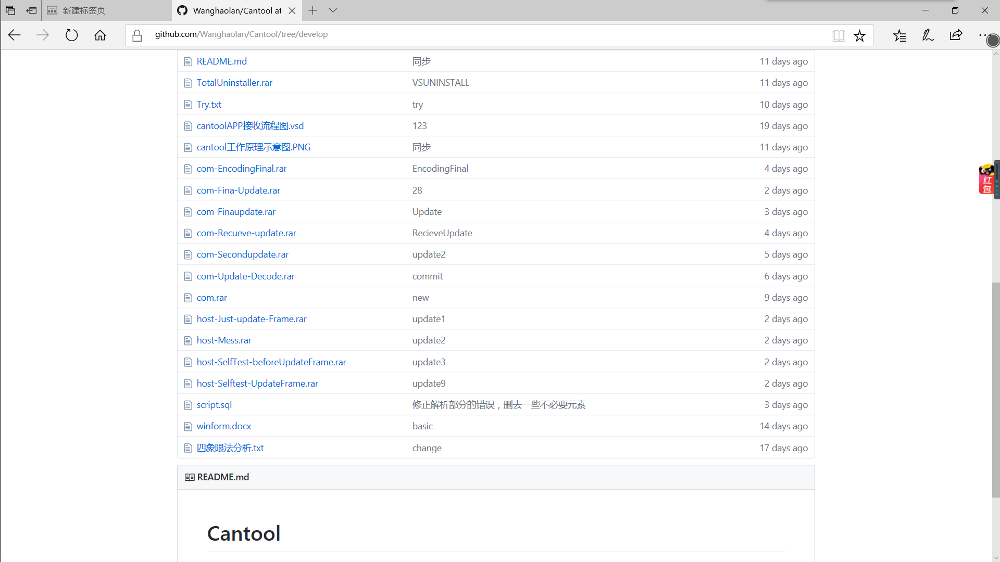 新建标签页
Wanghaolan/Cantool at
github.com/Wanghaolan/Cantool/tree/develop
README.md 同步 11 days ago
TotalUninstaller.rar VSUNINSTALL 11 days ago
Try.txt try 10 days ago
cantoolAPP接收流程图.vsd 123 19 days ago
cantool工作原理示意图.PNG 同步 11 days ago
com-EncodingFinal.rar EncodingFinal 4 days ago
com-Fina-Update.rar 28 2 days ago
com-Finaupdate.rar Update 3 days ago
com-Recueve-update.rar RecieveUpdate 4 days ago
com-Secondupdate.rar update2 5 days ago
com-Update-Decode.rar commit 6 days ago
com.rar new 9 days ago
host-Just-update-Frame.rar update1 2 days ago
host-Mess.rar update2 2 days ago
host-SelfTest-beforeUpdateFrame.rar update3 2 days ago
host-Selftest-UpdateFrame.rar update9 2 days ago
script.sql 修正解析部分的错误，删去一些不必要元素 3 days ago
winform.docx basic 14 days ago
四象限法分析.txt change 17 days ago
红
包
README.md
Cantool